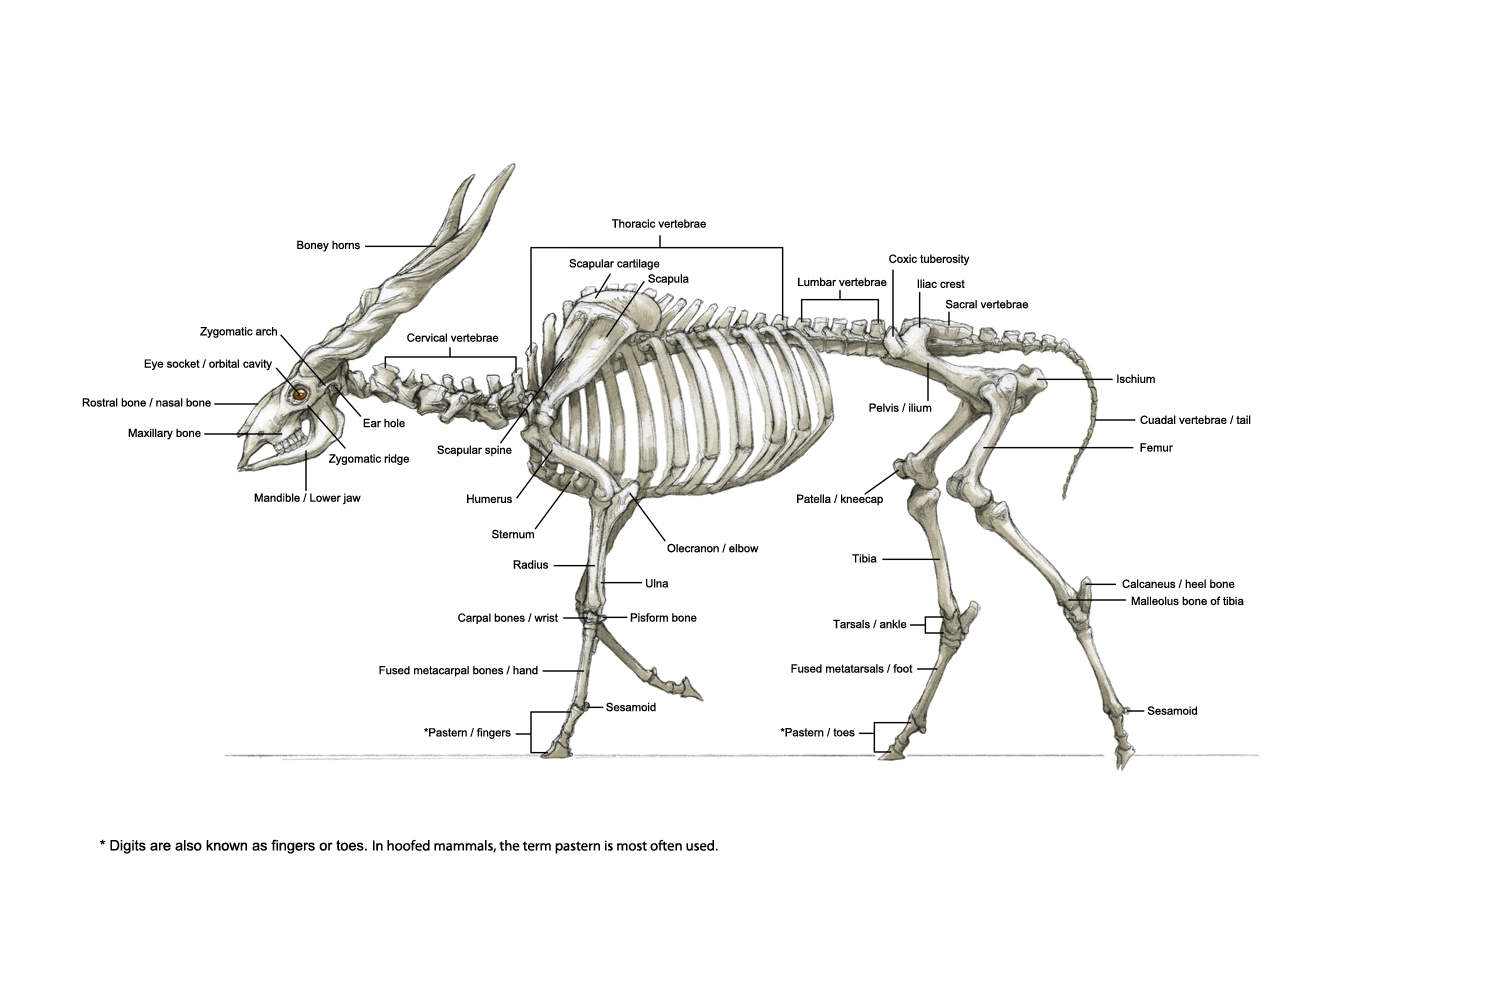 Thoracic vertebrae
Boney horns
Coxic tuberosity
Scapular cartilage
Scapula
Lumbar vertebrae
Iliac crest
Sacral vertebrae
Zygomatic arch
Cervical vertebrae
Eye socket / orbital cavity
Ischium
Rostral bone / nasal bone
Pelvis / ilium
Ear hole
Cuadal vertebrae / tail
Maxillary bone
Scapular spine
Femur
Zygomatic ridge
Mandible / Lower jaw
Humerus
Patella / kneecap
Sternum
Olecranon / elbow
Radius
Tibia
Ulna
Calcaneus / heel bone
Malleolus bone of tibia
Carpal bones / wrist
Pisform bone
Tarsals / ankle
Fused metacarpal bones / hand
Fused metatarsals / foot
Sesamoid
Sesamoid
*Pastern / fingers
*Pastern / toes
* Digits are also known as fingers or toes. In hoofed mammals, the term pastern is most often used.